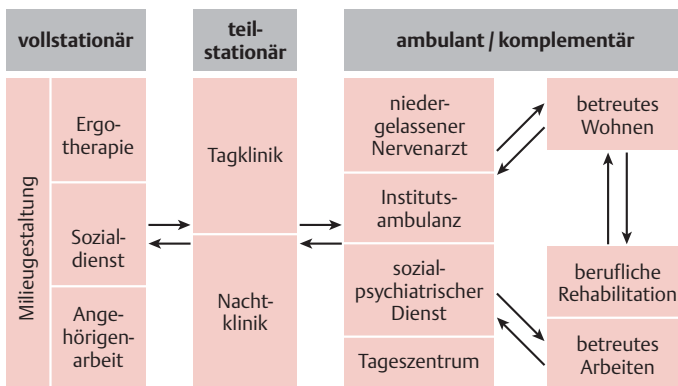 vollstationär
teil-
stationär
ambulant / komplementär
Milieugestaltung
Ergo-
therapie
Sozial-
dienst
Ange-
hörigen-
arbeit
Tagklinik
Nacht-
klinik
nieder-
gelassener
Nervenarzt
Instituts-
ambulanz
sozial-
psychiatrischer
Dienst
Tageszentrum
betreutes
Wohnen
berufliche
Rehabilitation
betreutes
Arbeiten